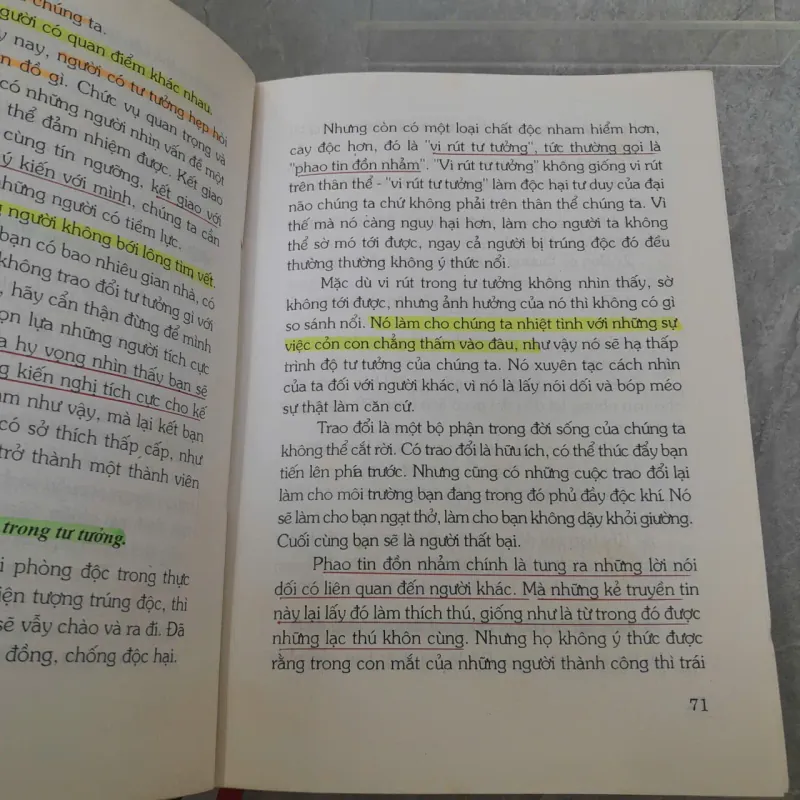 chúng ta.
người có quan điểm khác nhau.
nay, người có tư tưởng hẹp hòi
đồ gì. Chức vụ quan trọng và
có những người nhìn vấn đề một
thể đảm nhiệm được. Kết giao
cùng tín ngưỡng, kết giao với
ý kiến với mình, chúng ta cần
những người có tiềm lực.
người không bới lông tìm vết.
bạn có bao nhiêu gian nhà, có
không trao đổi tư tưởng gì với
, hãy cẩn thận đừng để mình
lựa những người tích cực
hy vọng nhìn thấy bạn sẽ
kiến nghị tích cực cho kế
như vậy, mà lại kết bạn
có sở thích thấp cấp, như
trở thành một thành viên
trong tư tưởng.
phòng độc trong thực
tượng trúng độc, thì
sẽ vẫy chào và ra đi. Đã
đồng, chống độc hại.
Nhưng còn có một loại chất độc nham hiểm hơn,
cay độc hơn, đó là "vi rút tư tưởng", tức thường gọi là
"phao tin đồn nhảm". "Vi rút tư tưởng" không giống vi rút
trên thân thể - "vi rút tư tưởng" làm độc hại tư duy của đại
não chúng ta chứ không phải trên thân thể chúng ta. Vì
thế mà nó càng nguy hại hơn, làm cho người ta không
thể sờ mó tới được, ngay cả người bị trúng độc đó đều
thường thường không ý thức nổi.
Mặc dù vi rút trong tư tưởng không nhìn thấy, sờ
không tới được, nhưng ảnh hưởng của nó thì không có gì
so sánh nổi. Nó làm cho chúng ta nhiệt tình với những sự
việc cỏn con chẳng thấm vào đâu, như vậy nó sẽ hạ thấp
trình độ tư tưởng của chúng ta. Nó xuyên tạc cách nhìn
của ta đối với người khác, vì nó là lấy nói dối và bóp méo
sự thật làm căn cứ.
Trao đổi là một bộ phận trong đời sống của chúng ta
không thể cắt rời. Có trao đổi là hữu ích, có thể thúc đẩy bạn
tiến lên phía trước. Nhưng cũng có những cuộc trao đổi lại
làm cho môi trường bạn đang trong đó phủ đầy độc khí. Nó
sẽ làm cho bạn ngạt thở, làm cho bạn không dậy khỏi giường.
Cuối cùng bạn sẽ là người thất bại.
Phao tin đồn nhảm chính là tung ra những lời nói
dối có liên quan đến người khác. Mà những kẻ truyền tin
này lại lấy đó làm thích thú, giống như là từ trong đó được
những lạc thú khôn cùng. Nhưng họ không ý thức được
rằng trong con mắt của những người thành công thì trái
71